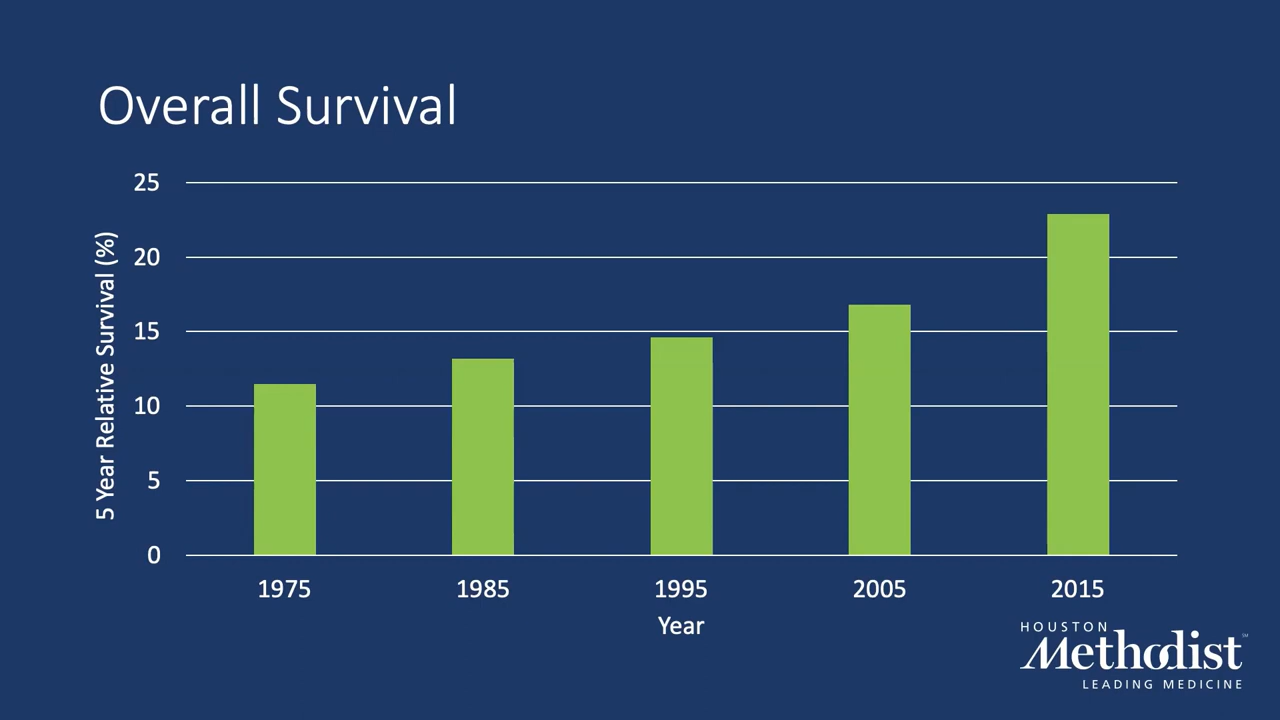 Overall Survival
25
20
15
10
5
0
5 Year Relative Survival (%)
1975 1985 1995 2005 2015
Year
HOUSTON
Methodist
LEADING MEDICINE